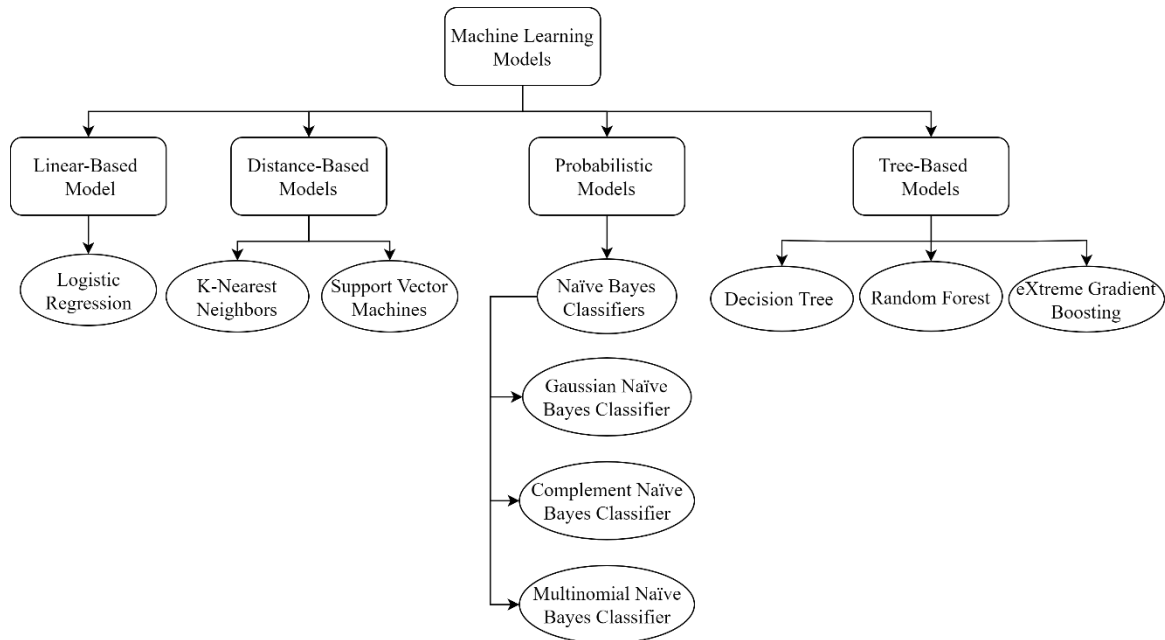 Machine Learning
Models
Linear-Based
Model
Distance-Based
Models
Probabilistic
Models
Tree-Based
Models
Logistic
Regression
K-Nearest
Neighbors
Support Vector
Machines
Naïve Bayes
Classifiers
Decision Tree
Random Forest
eXtreme Gradient
Boosting
Gaussian Naïve
Bayes Classifier
Complement Naïve
Bayes Classifier
Multinomial Naïve
Bayes Classifier